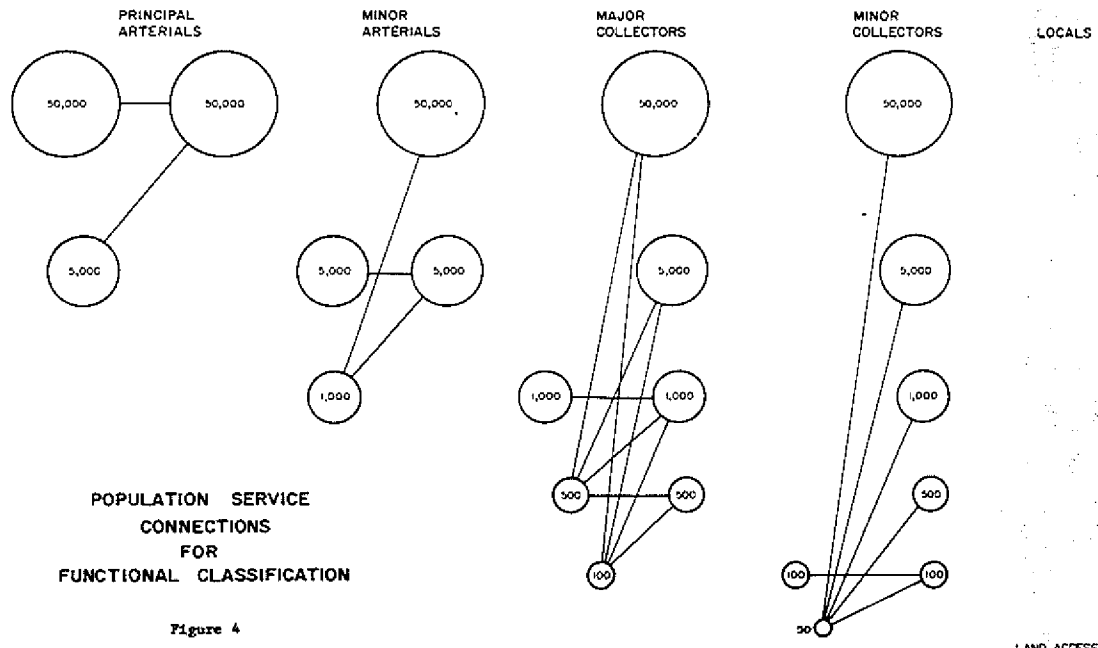 PRINCIPAL
ARTERIALS
MINOR
ARTERIALS
MAJOR
COLLECTORS
MINOR
COLLECTORS
LOCALS
50,000
50,000
50,000
50,000
50,000
5,000
5,000
5,000
5,000
5,000
1,000
1,000
1,000
1,000
500
500
500
100
100
100
50
POPULATION SERVICE
CONNECTIONS
FOR
FUNCTIONAL CLASSIFICATION
Figure 4
LAND ACCESS